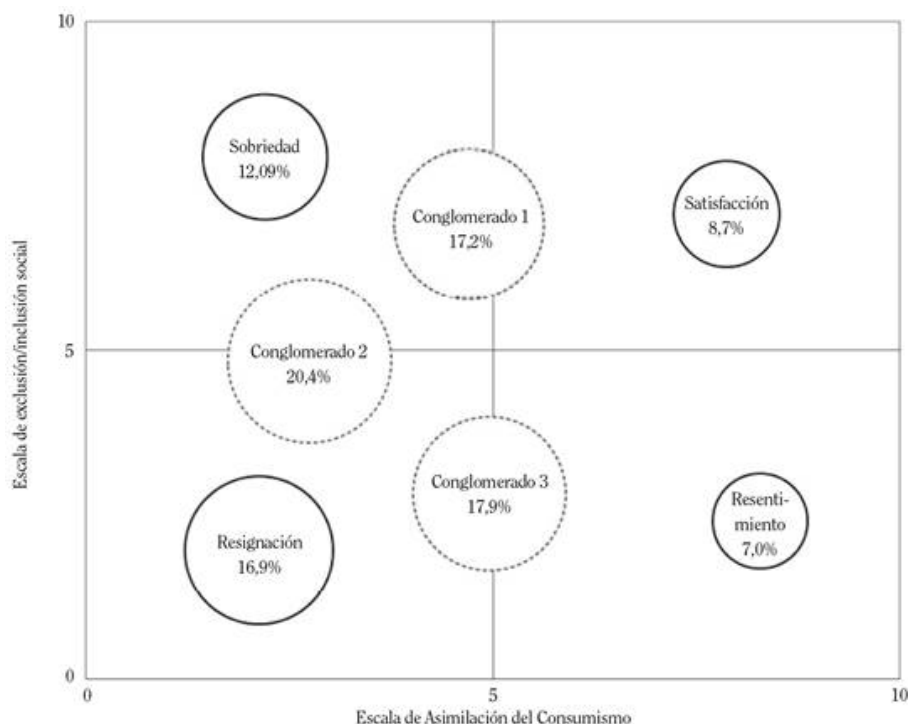 10
Sobriedad
12,09%
Conglomerado 1
17,2%
Satisfacción
8,7%
Escala de exclusión/inclusión social
5
Conglomerado 2
20,4%
Conglomerado 3
17,9%
Resenti-
miento
7,0%
Resignación
16,9%
0
0
5
10
Escala de Asimilación del Consumismo